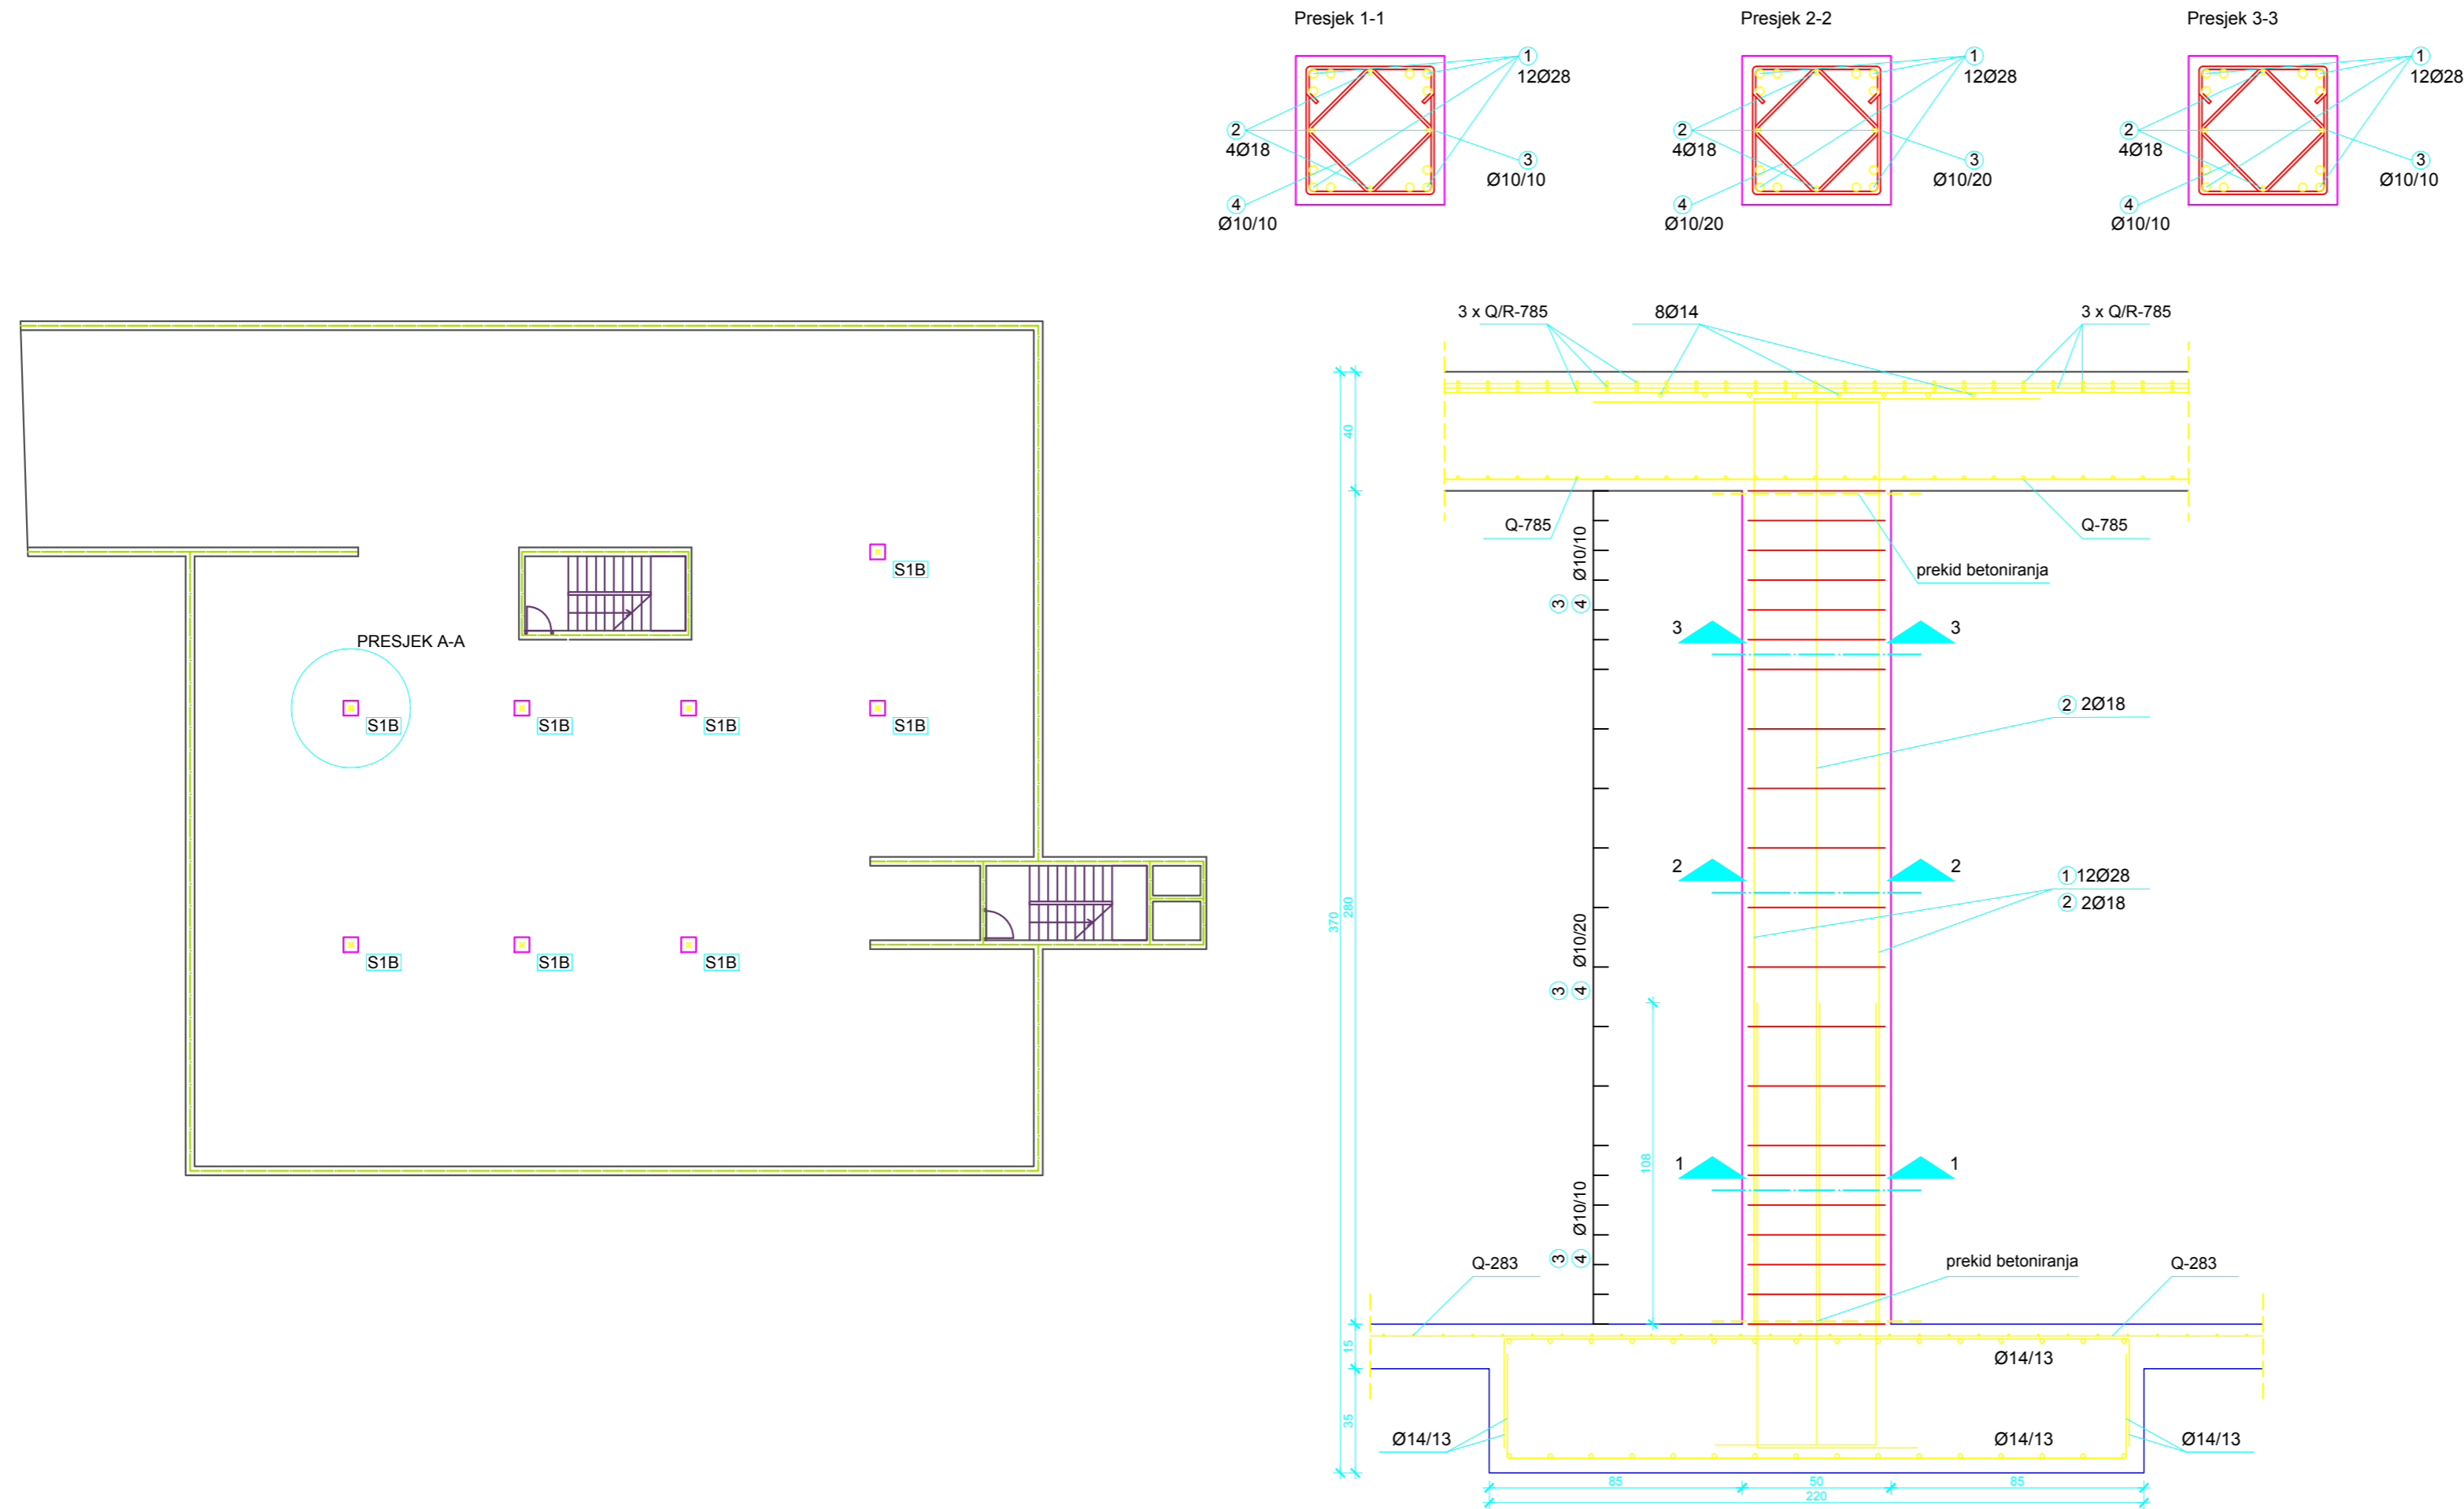 Presjek 1-1
1
12Ø28
2
4Ø18
3
Ø10/10
4
Ø10/10
Presjek 2-2
1
12Ø28
2
4Ø18
3
Ø10/20
4
Ø10/20
Presjek 3-3
1
12Ø28
2
4Ø18
3
Ø10/10
4
Ø10/10
PRESJEK A-A
S1B
S1B
S1B
S1B
S1B
S1B
S1B
S1B
3 x Q/R-785
8Ø14
3 x Q/R-785
40
Q-785
Q-785
Ø10/10
3 4
prekid betoniranja
3 3
2 2Ø18
2 2
1 12Ø28
2 2Ø18
370
280
Ø10/20
3 4
108
1 1
Ø10/10
3 4
Q-283
prekid betoniranja
Q-283
15
Ø14/13
35
Ø14/13
Ø14/13
Ø14/13
85
50
85
220